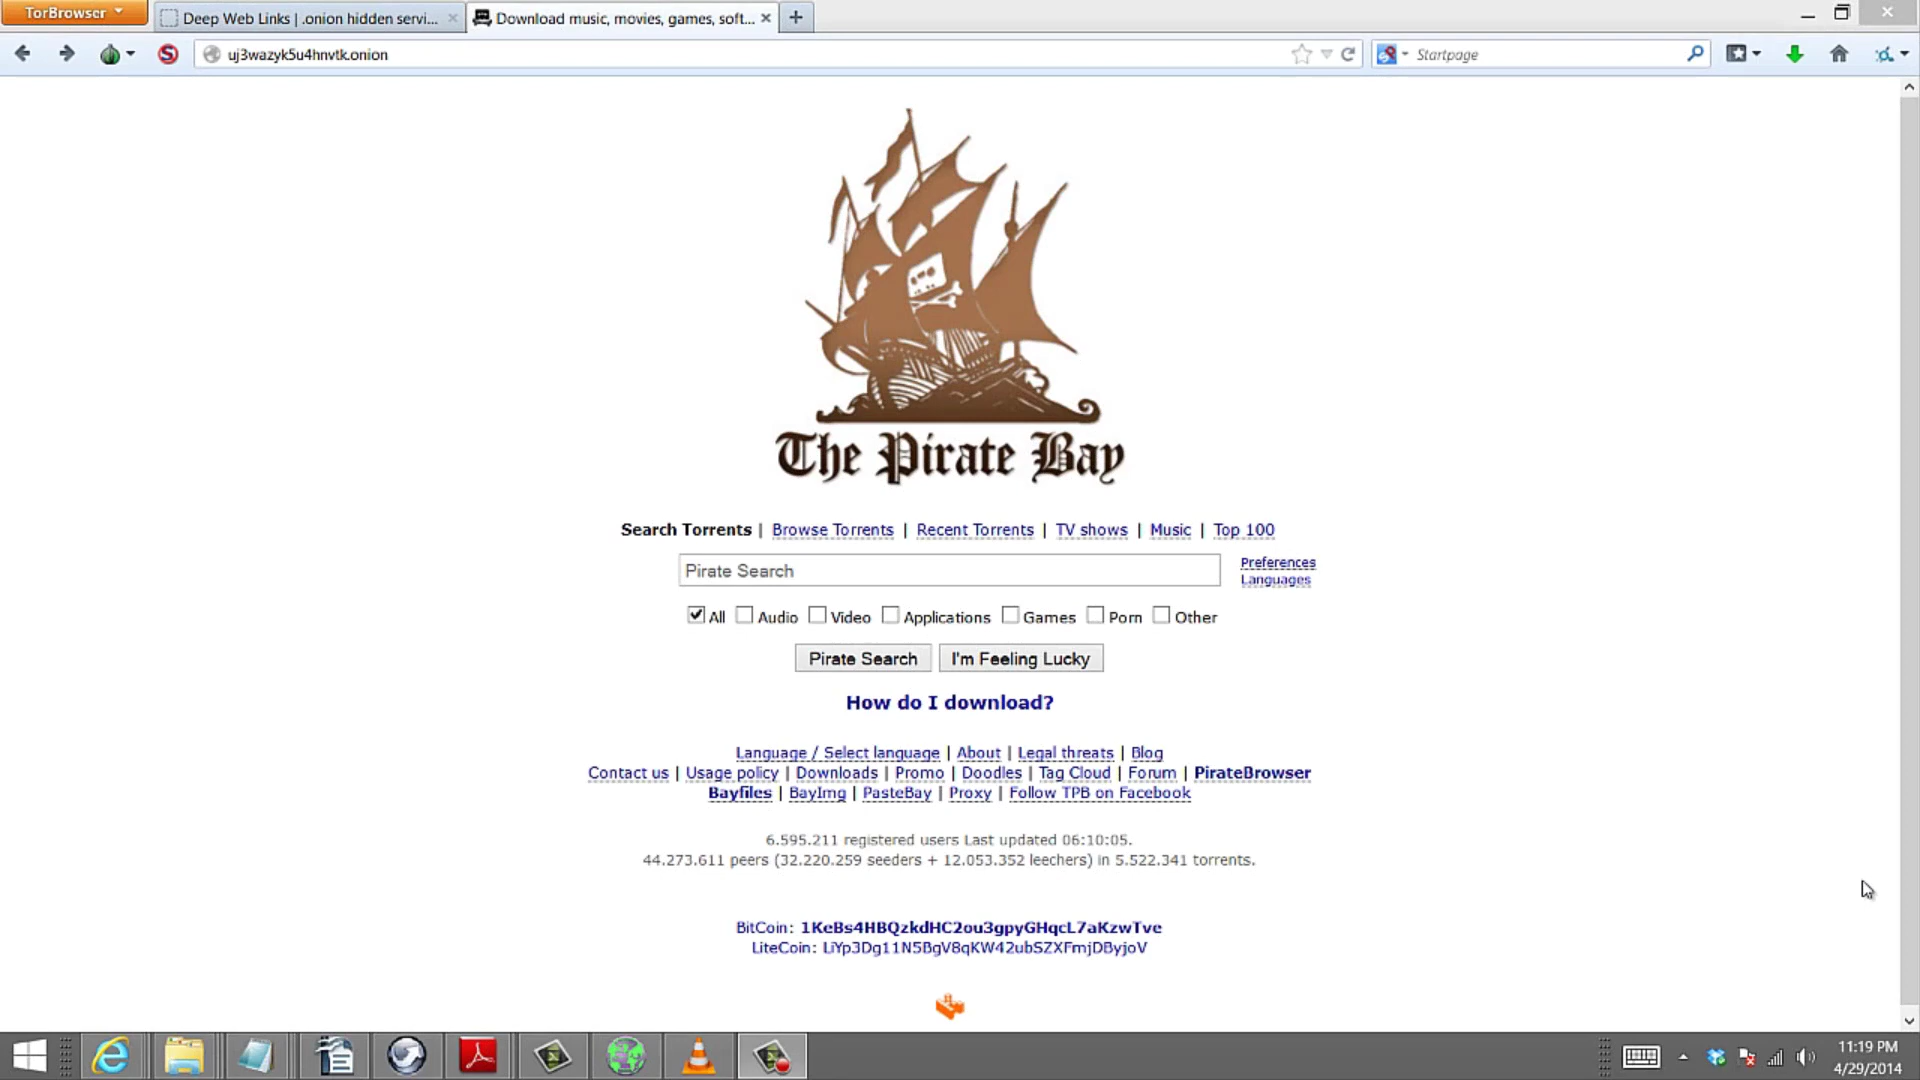 TorBrowser
Deep Web Links | .onion hidden servi...
Download music, movies, games, soft...
uj3wazyk5u4hnvtk.onion
Startpage
The Pirate Bay
Search Torrents | Browse Torrents | Recent Torrents | TV shows | Music | Top 100
Pirate Search
Preferences
Languages
All Audio Video Applications Games Porn Other
Pirate Search I'm Feeling Lucky
How do I download?
Language / Select language | About | Legal threats | Blog
Contact us | Usage policy | Downloads | Promo | Doodles | Tag Cloud | Forum | PirateBrowser
Bayfiles | BayImg | PasteBay | Proxy | Follow TPB on Facebook
6.595.211 registered users Last updated 06:10:05.
44.273.611 peers (32.220.259 seeders + 12.053.352 leechers) in 5.522.341 torrents.
BitCoin: 1KeBs4HBQzkdHC2ou3gpyGHqcL7aKzwTve
LiteCoin: LiYp3Dg11N5BgV8qKW42ubSZXFmjDByjoV
11:19 PM
4/29/2014